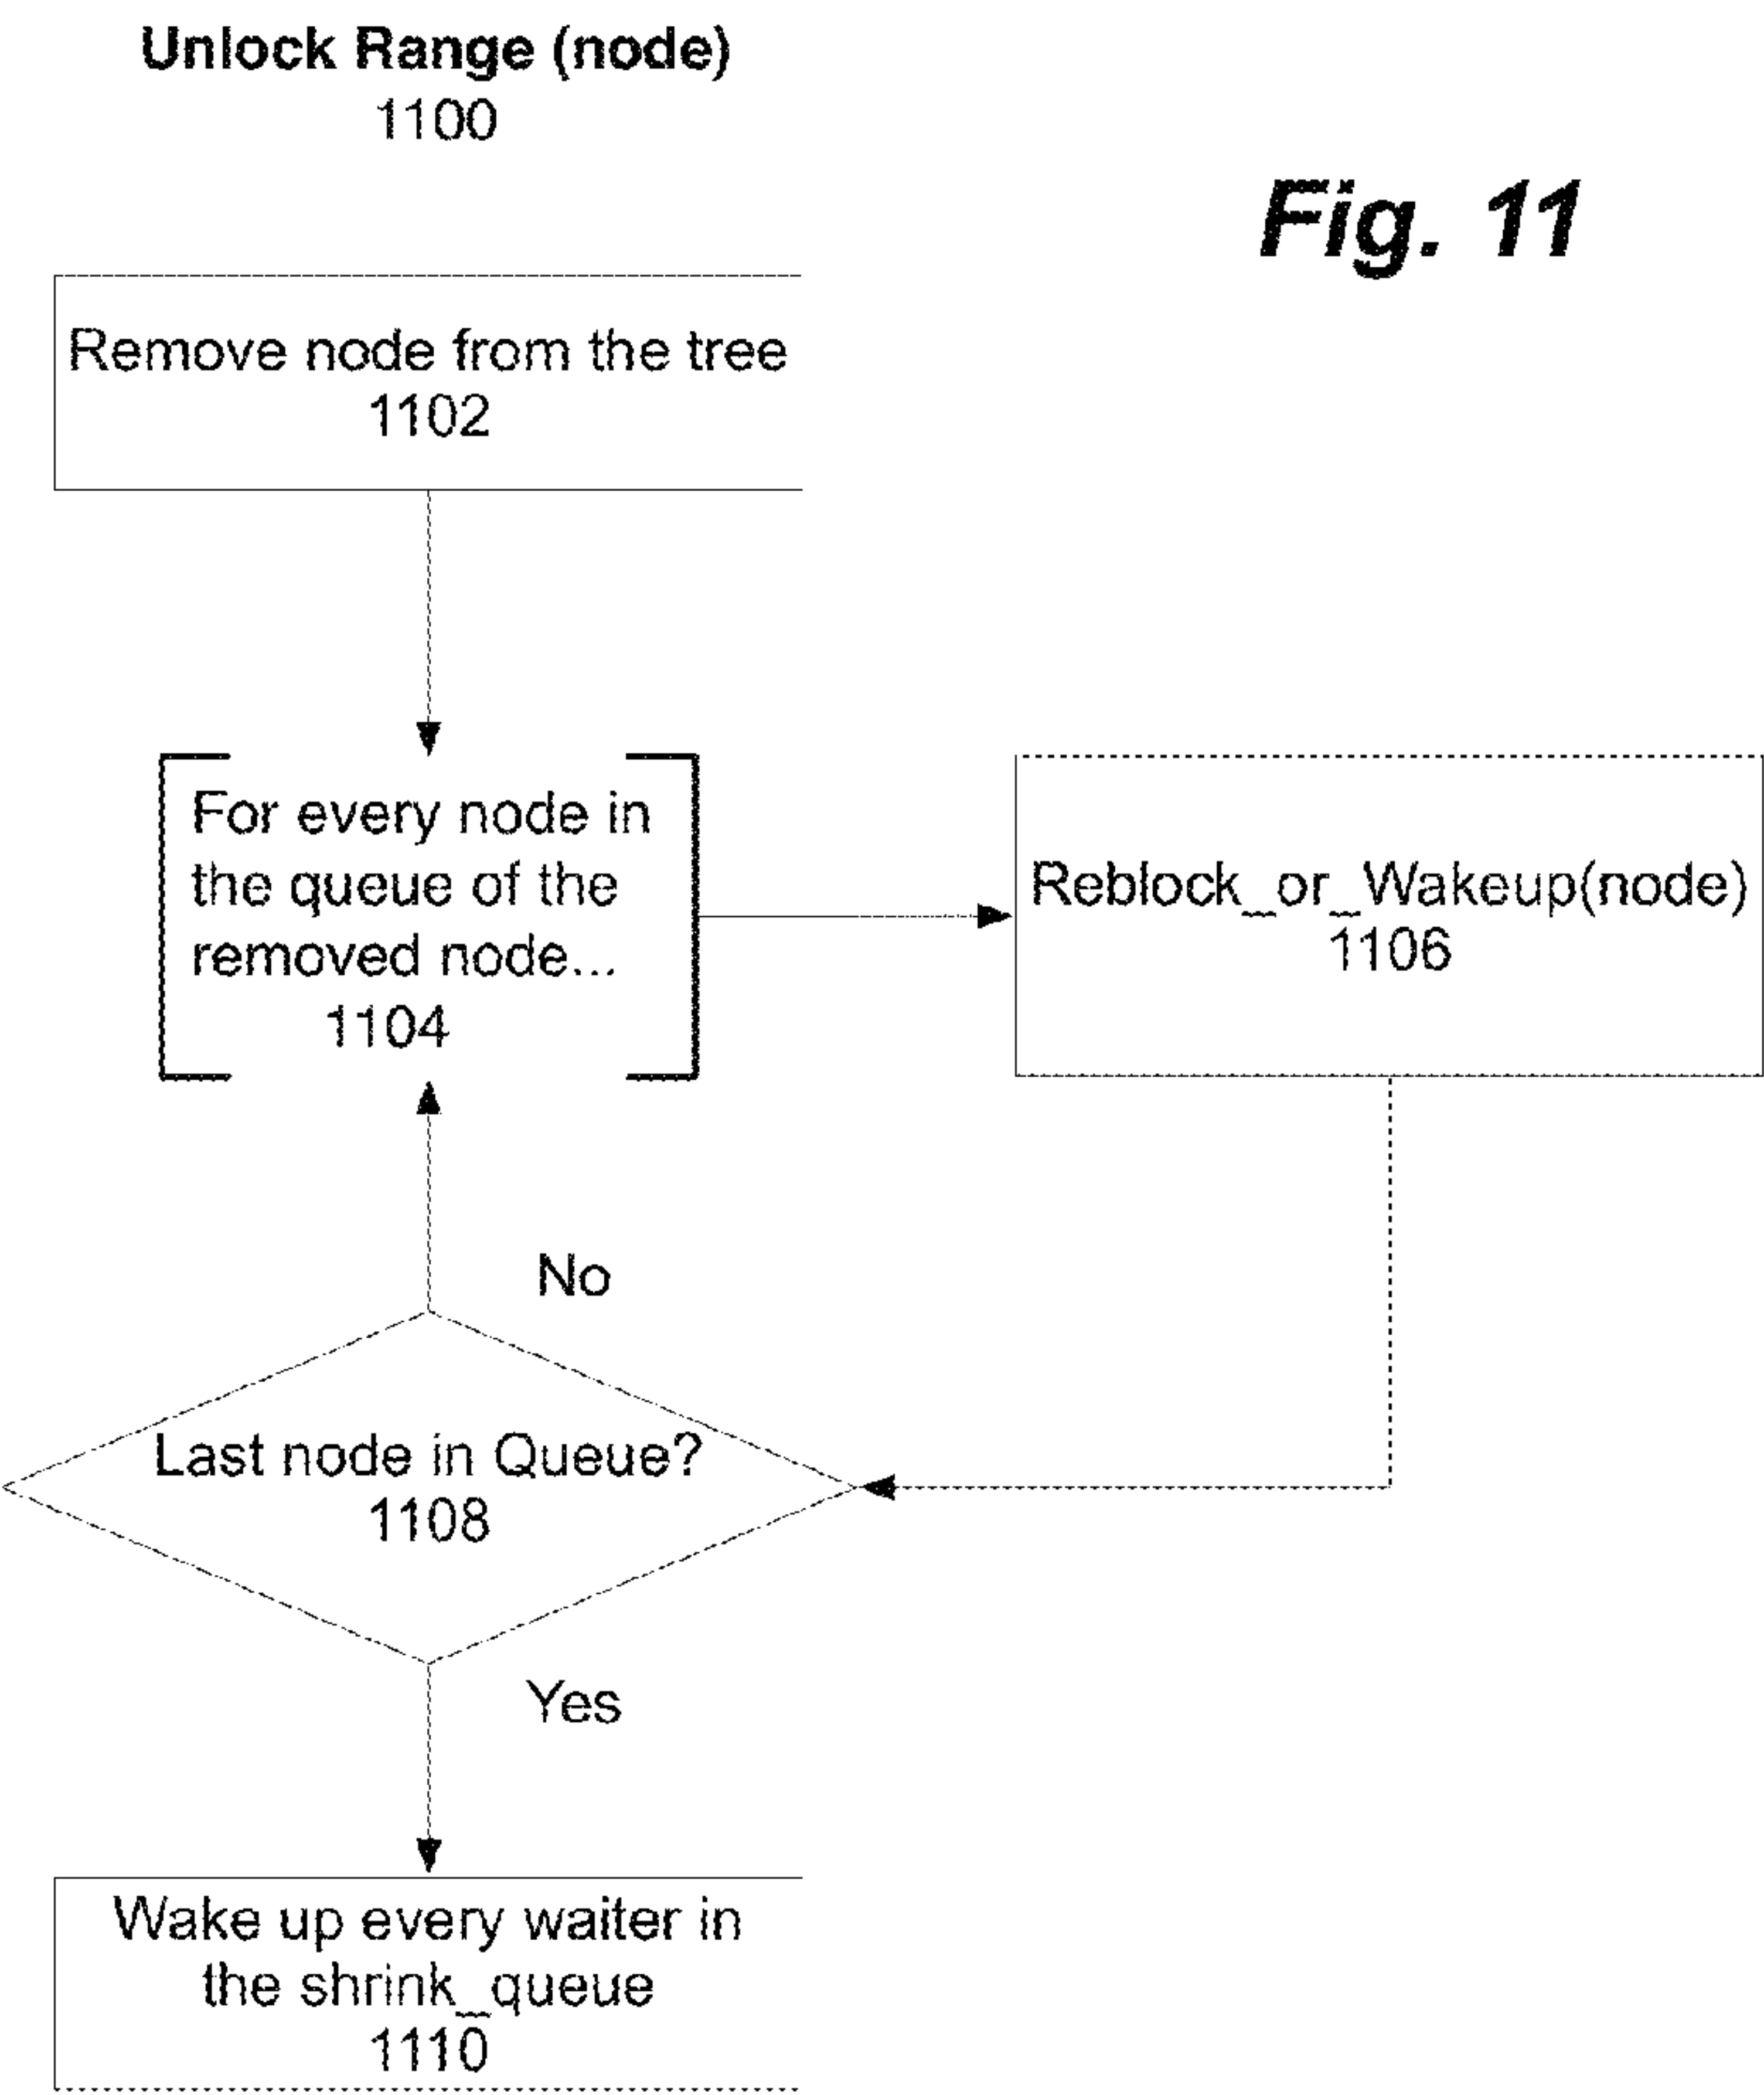 Unlock Range (node)
1100
Fig. 11
Remove node from the tree
1102
For every node in
the queue of the
removed node...
1104
Reblock_or_Wakeup(node)
1106
No
Last node in Queue?
1108
Yes
Wake up every waiter in
the shrink_queue
1110